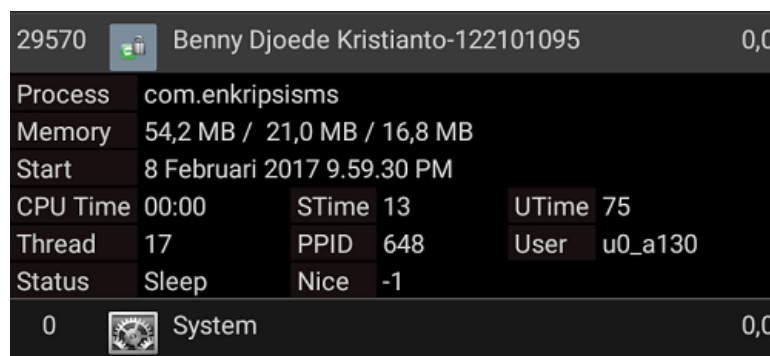 29570 Benny Djoede Kristianto-122101095 0,0
Process com.enkripsisms
Memory 54,2 MB / 21,0 MB / 16,8 MB
Start 8 Februari 2017 9.59.30 PM
CPU Time 00:00 STime 13 UTime 75
Thread 17 PPID 648 User u0_a130
Status Sleep Nice -1
0 System 0,0